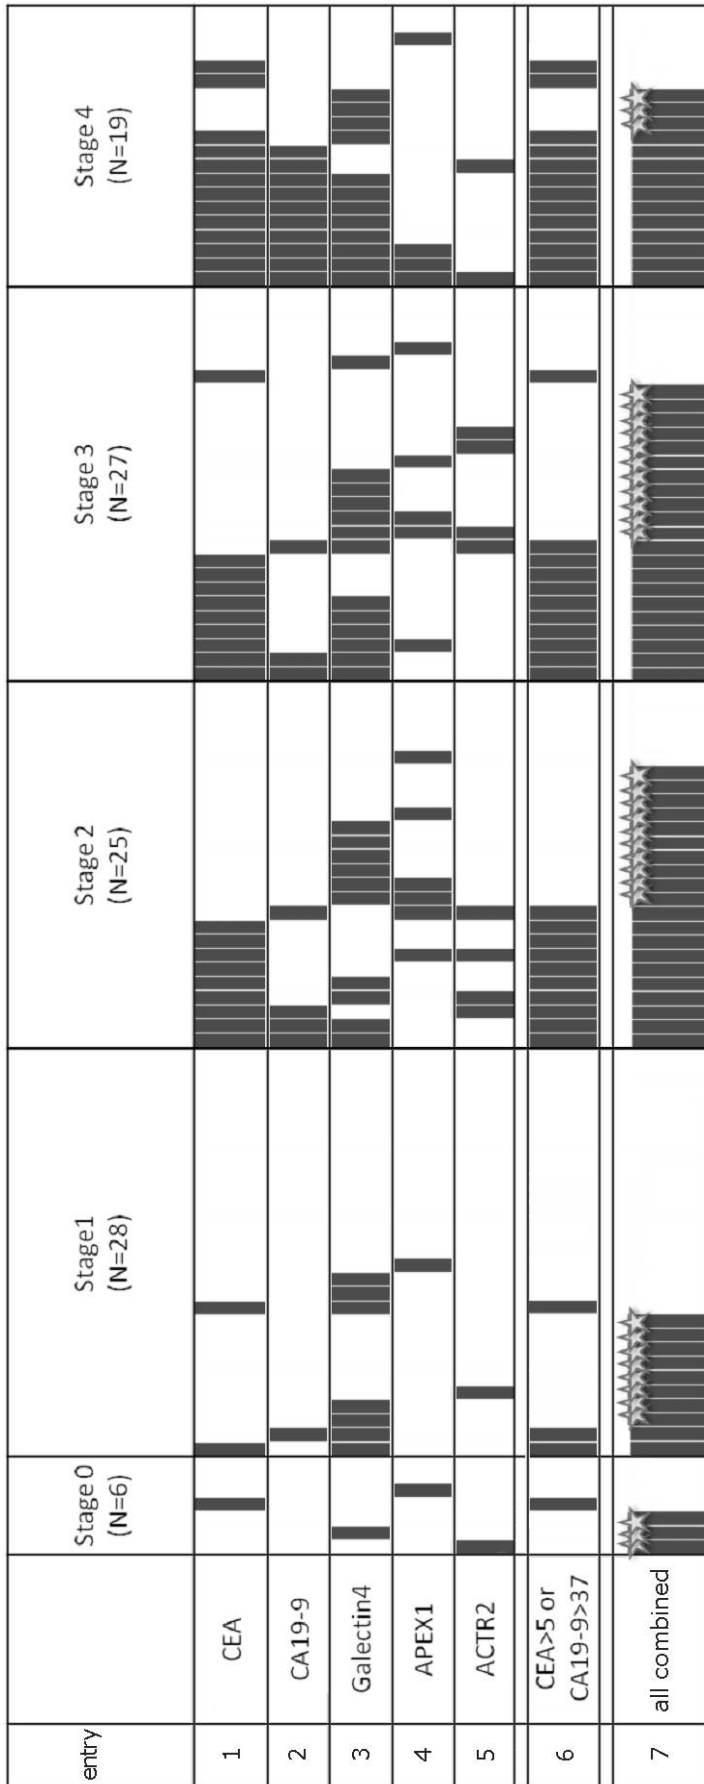 entry
Stage 0
(N=6)
Stage1
(N=28)
Stage 2
(N=25)
Stage 3
(N=27)
Stage 4
(N=19)
1
CEA
2
CA19-9
3
Galectin4
4
APEX1
5
ACTR2
6
CEA>5 or
CA19-9>37
7
all combined